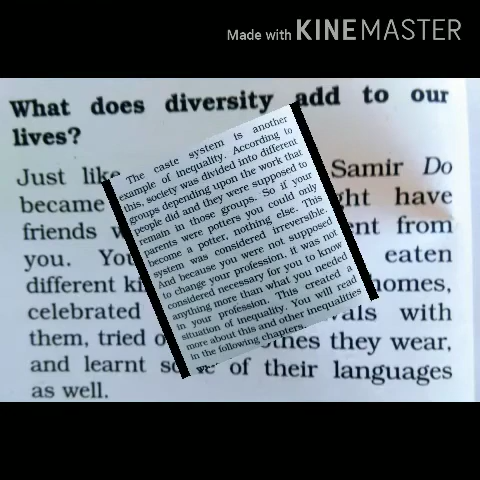 Made with KINEMASTER
What does diversity add to our
lives?
Just like Samir Do
became ght have
friends ent from
you. You eaten
different ki homes,
celebrated vals with
them, tried o thes they wear,
and learnt so of their languages
as well.
The caste system is another
example of inequality. According to
this, society was divided into different
groups depending upon the work that
people did and they were supposed to
remain in those groups. So if your
parents were potters you could only
become a potter, nothing else. This
system was considered irreversible.
And because you were not supposed
to change your profession, it was not
considered necessary for you to know
anything more than what you needed
in your profession. This created a
situation of inequality. You will read
more about this and other inequalities
in the following chapters.